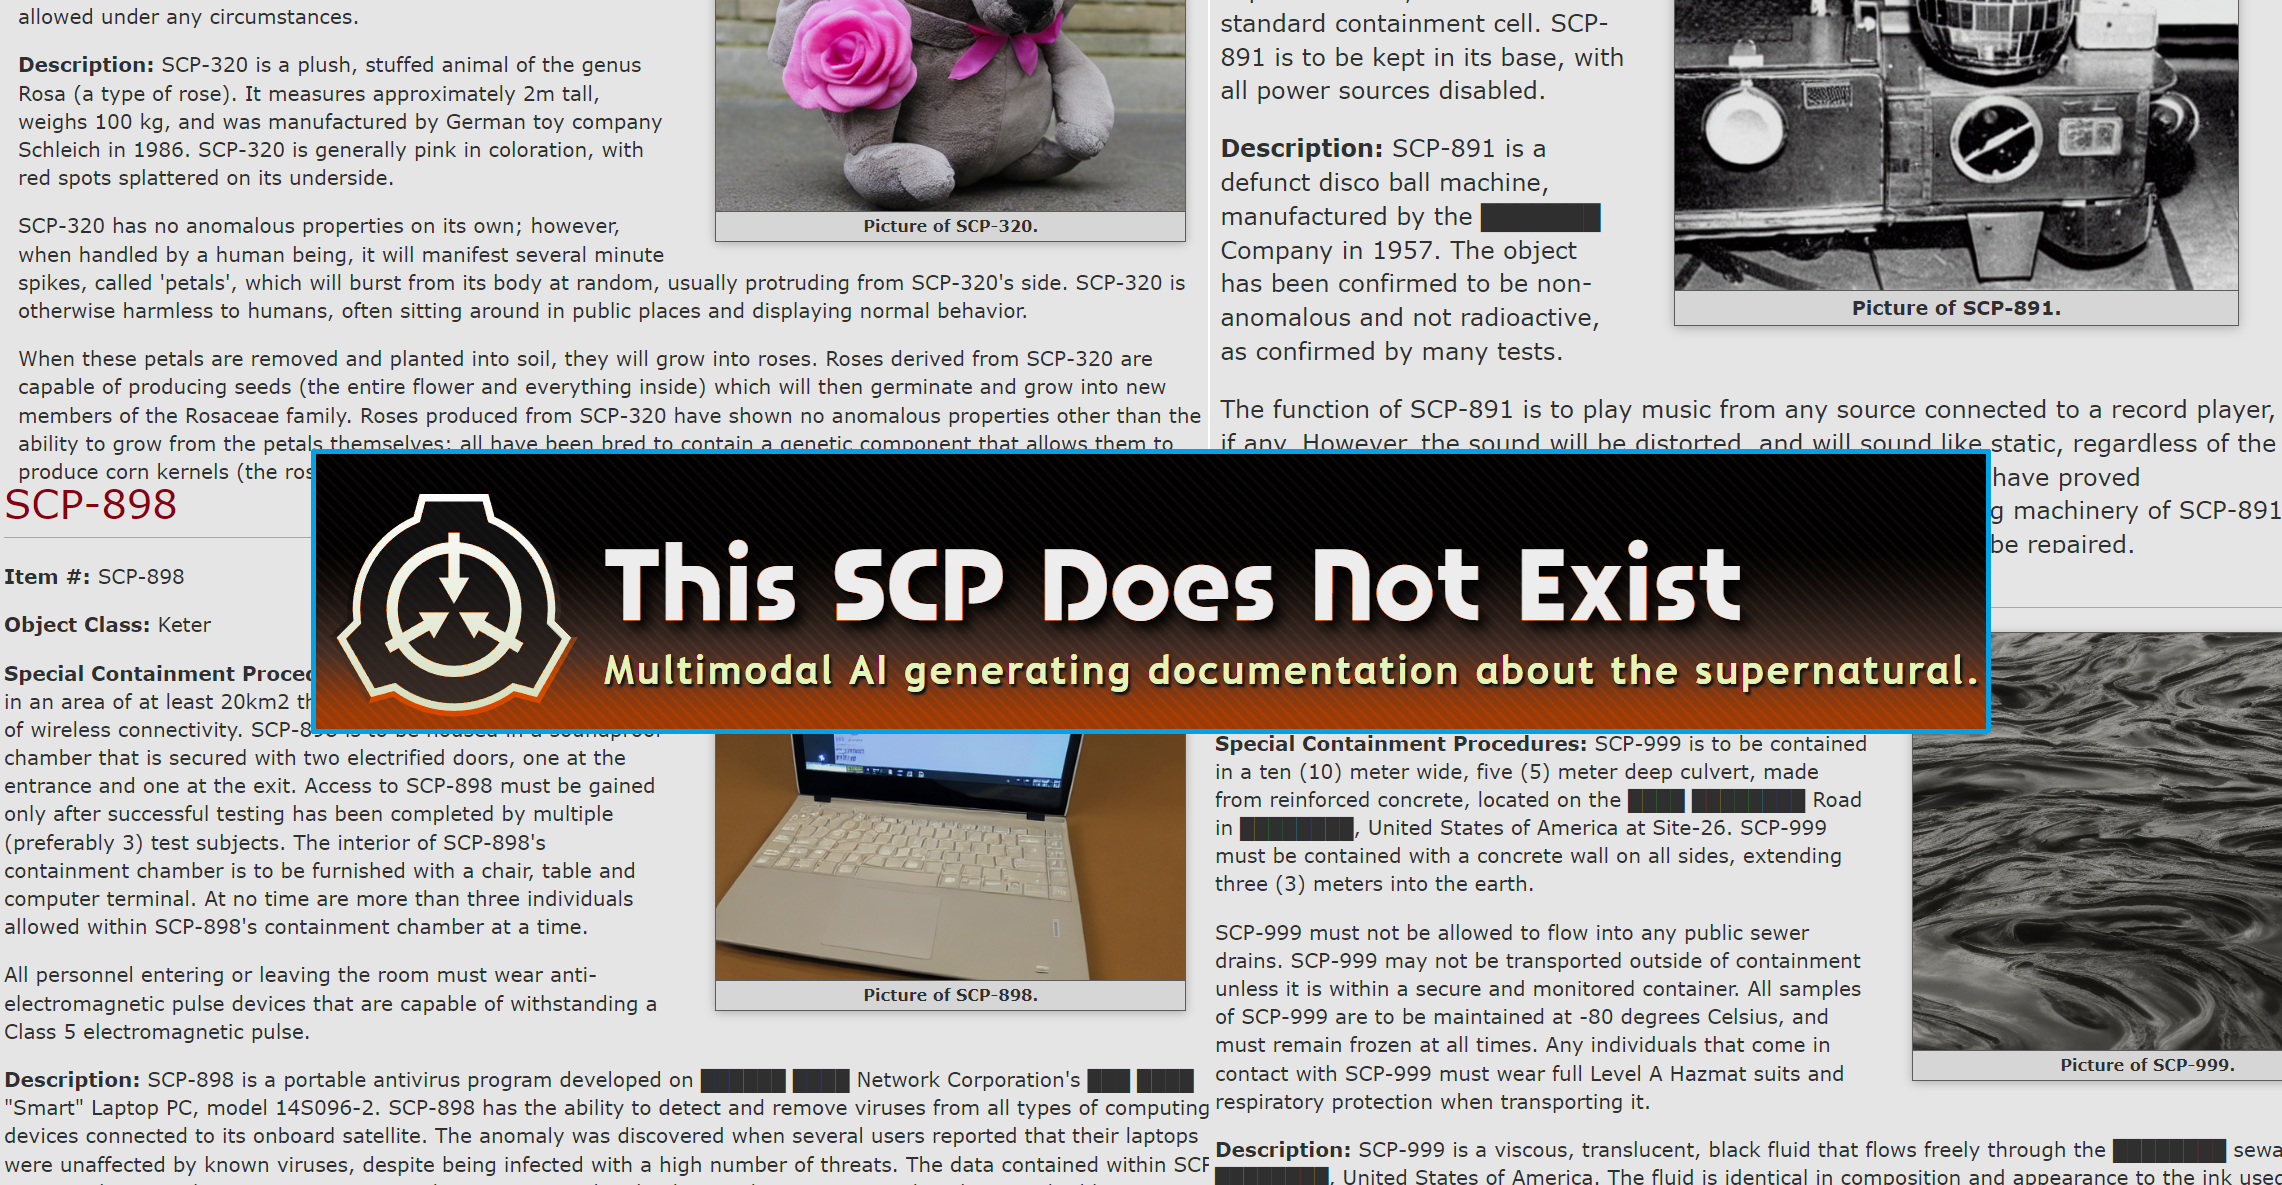 allowed under any circumstances.
Description: SCP-320 is a plush, stuffed animal of the genus
Rosa (a type of rose). It measures approximately 2m tall,
weighs 100 kg, and was manufactured by German toy company
Schleich in 1986. SCP-320 is generally pink in coloration, with
red spots splattered on its underside.
SCP-320 has no anomalous properties on its own; however,
when handled by a human being, it will manifest several minute
spikes, called 'petals', which will burst from its body at random, usually protruding from SCP-320's side. SCP-320 is
otherwise harmless to humans, often sitting around in public places and displaying normal behavior.
When these petals are removed and planted into soil, they will grow into roses. Roses derived from SCP-320 are
capable of producing seeds (the entire flower and everything inside) which will then germinate and grow into new
members of the Rosaceae family. Roses produced from SCP-320 have shown no anomalous properties other than the
ability to grow from the petals themselves; all have been bred to contain a genetic component that allows them to
produce corn kernels (the
Picture of SCP-320.
standard containment cell. SCP-
891 is to be kept in its base, with
all power sources disabled.
Description: SCP-891 is a
defunct disco ball machine,
manufactured by the ██████
Company in 1957. The object
has been confirmed to be non-
anomalous and not radioactive,
as confirmed by many tests.
Picture of SCP-891.
The function of SCP-891 is to play music from any source connected to a record player,
if any. However, the sound will be distorted, and will sound like static, regardless of the
have proved
machinery of SCP-891
be repaired.
This SCP Does Not Exist
Multimodal AI generating documentation about the supernatural.
SCP-898
Item #: SCP-898
Object Class: Keter
Special Containment
in an area of at least 20km2
of wireless connectivity. SCP-898 is to be housed in a soundproof
chamber that is secured with two electrified doors, one at the
entrance and one at the exit. Access to SCP-898 must be gained
only after successful testing has been completed by multiple
(preferably 3) test subjects. The interior of SCP-898's
containment chamber is to be furnished with a chair, table and
computer terminal. At no time are more than three individuals
allowed within SCP-898's containment chamber at a time.
All personnel entering or leaving the room must wear anti-
electromagnetic pulse devices that are capable of withstanding a
Class 5 electromagnetic pulse.
Picture of SCP-898.
Description: SCP-898 is a portable antivirus program developed on ██████ ████ Network Corporation's ███ ████
"Smart" Laptop PC, model 14S096-2. SCP-898 has the ability to detect and remove viruses from all types of computing
devices connected to its onboard satellite. The anomaly was discovered when several users reported that their laptops
were unaffected by known viruses, despite being infected with a high number of threats. The data contained within SCP
Special Containment Procedures: SCP-999 is to be contained
in a ten (10) meter wide, five (5) meter deep culvert, made
from reinforced concrete, located on the ████ ████████ Road
in ████████, United States of America at Site-26. SCP-999
must be contained with a concrete wall on all sides, extending
three (3) meters into the earth.
SCP-999 must not be allowed to flow into any public sewer
drains. SCP-999 may not be transported outside of containment
unless it is within a secure and monitored container. All samples
of SCP-999 are to be maintained at -80 degrees Celsius, and
must remain frozen at all times. Any individuals that come in
contact with SCP-999 must wear full Level A Hazmat suits and
respiratory protection when transporting it.
Picture of SCP-999.
Description: SCP-999 is a viscous, translucent, black fluid that flows freely through the ████████
████████, United States of America. The fluid is identical in composition and appearance to the ink used